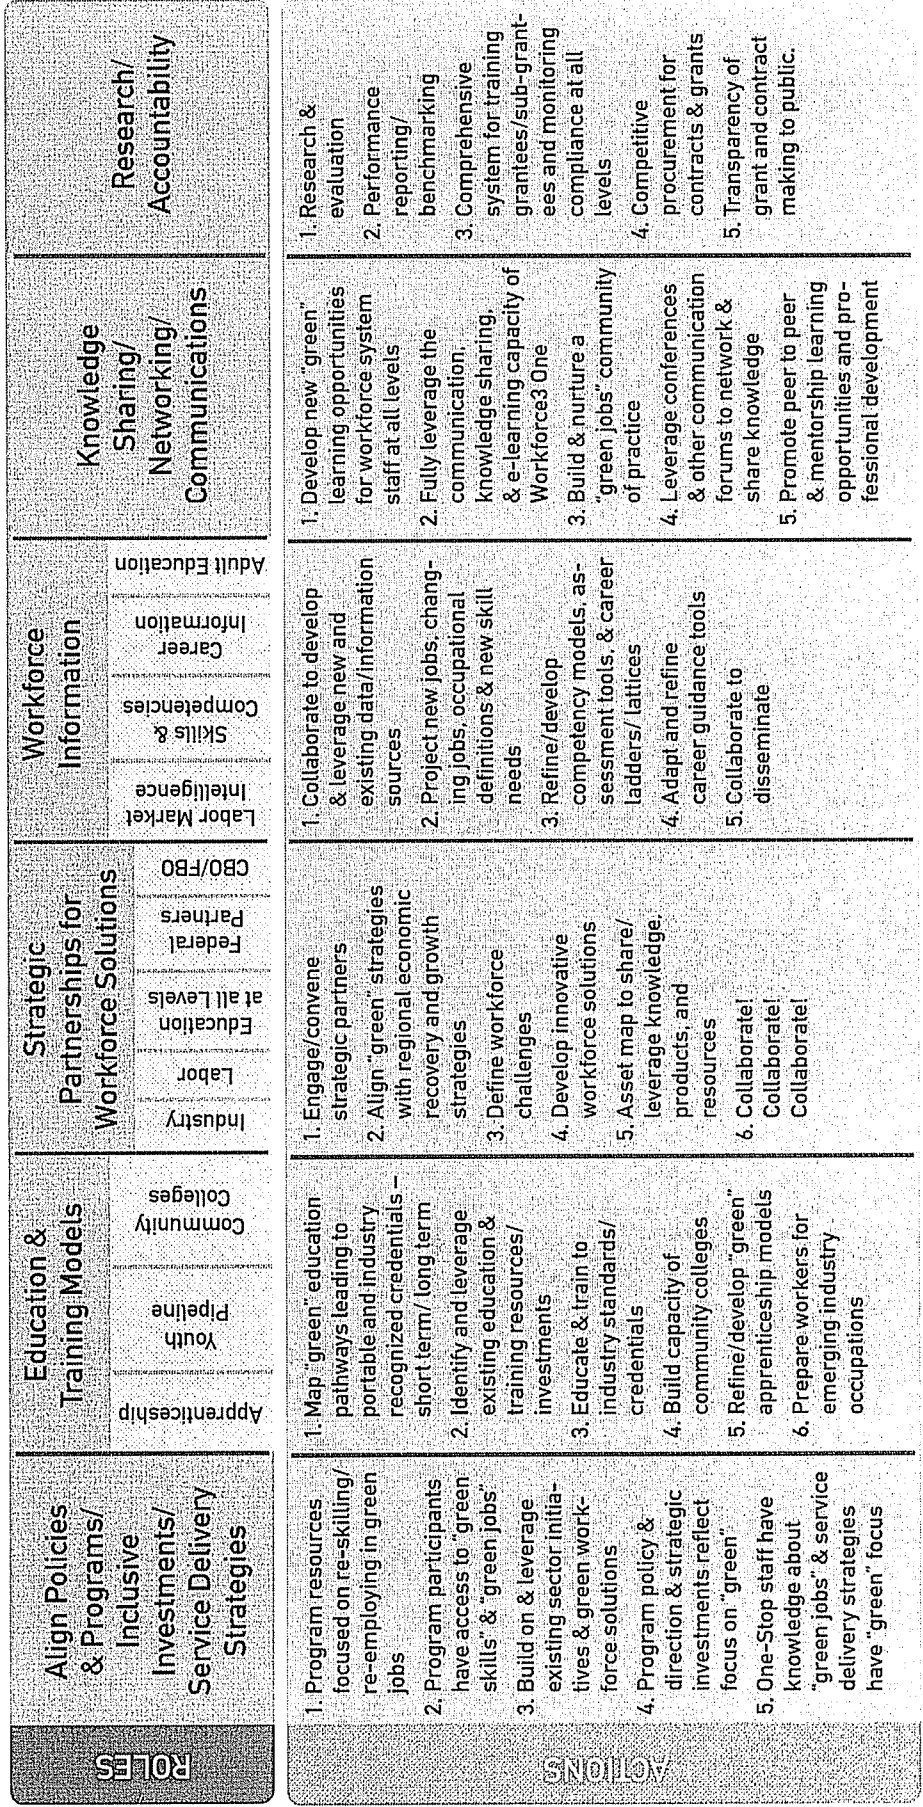 ROLES
Align Policies
& Programs/
Inclusive
Investments/
Service Delivery
Strategies
Education &
Training Models
Apprenticeship
Youth
Pipeline
Community
Colleges
Strategic
Partnerships for
Workforce Solutions
Industry
Labor
Education
at all Levels
Federal
Partners
CBO/FBO
Workforce
Information
Labor Market
Intelligence
Skills &
Competencies
Career
Information
Adult Education
Knowledge
Sharing/
Networking/
Communications
Research/
Accountability
ACTIONS
1. Program resources
focused on re-skilling/
re-employing in green
jobs
2. Program participants
have access to "green
skills" & "green jobs"
3. Build on & leverage
existing sector initia-
tives & green work-
force solutions
4. Program policy &
direction & strategic
investments reflect
focus on "green"
5. One-Stop staff have
knowledge about
"green jobs" & service
delivery strategies
have "green" focus
1. Map "green" education
pathways leading to
portable and industry
recognized credentials –
short term/ long term
2. Identify and leverage
existing education &
training resources/
investments
3. Educate & train to
industry standards/
credentials
4. Build capacity of
community colleges
5. Refine/develop "green"
apprenticeship models
6. Prepare workers for
emerging industry
occupations
1. Engage/convene
strategic partners
2. Align "green" strategies
with regional economic
recovery and growth
strategies
3. Define workforce
challenges
4. Develop innovative
workforce solutions
5. Asset map to share/
leverage knowledge,
products, and
resources
6. Collaborate!
Collaborate!
Collaborate!
1. Collaborate to develop
& leverage new and
existing data/information
sources
2. Project new jobs, chang-
ing jobs, occupational
definitions & new skill
needs
3. Refine/develop
competency models, as-
sessment tools, & career
ladders/ lattices
4. Adapt and refine
career guidance tools
5. Collaborate to
disseminate
1. Develop new "green"
learning opportunities
for workforce system
staff at all levels
2. Fully leverage the
communication,
knowledge sharing,
& e-learning capacity of
Workforce3 One
3. Build & nurture a
"green jobs" community
of practice
4. Leverage conferences
& other communication
forums to network &
share knowledge
5. Promote peer to peer
& mentorship learning
opportunities and pro-
fessional development
1. Research &
evaluation
2. Performance
reporting/
benchmarking
3. Comprehensive
system for training
grantees/sub-grant-
ees and monitoring
compliance at all
levels
4. Competitive
procurement for
contracts & grants
5. Transparency of
grant and contract
making to public.